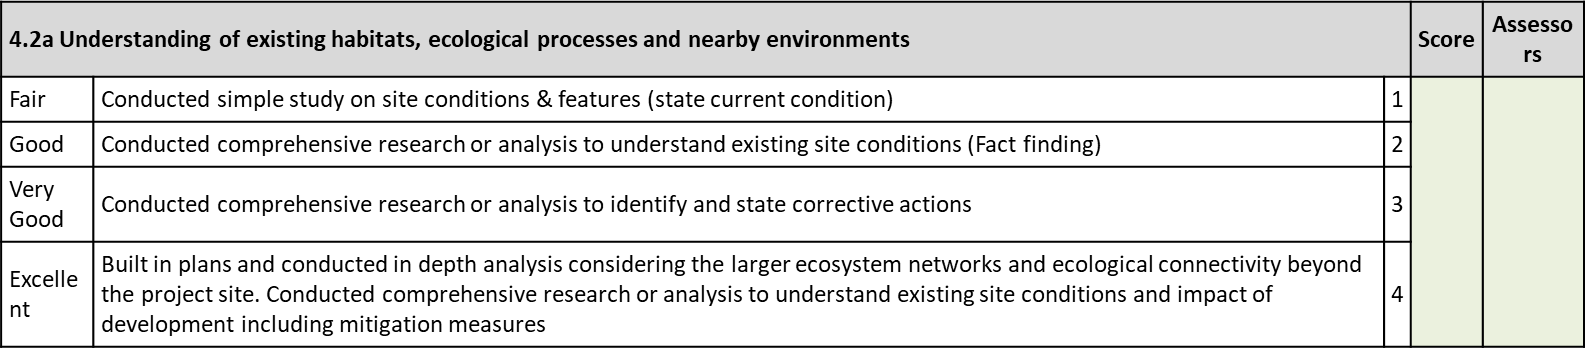 4.2a Understanding of existing habitats, ecological processes and nearby environments
Score
Assesso
rs
Fair
Conducted simple study on site conditions & features (state current condition)
1
Good
Conducted comprehensive research or analysis to understand existing site conditions (Fact finding)
2
Very
Good
Conducted comprehensive research or analysis to identify and state corrective actions
3
Excelle
nt
Built in plans and conducted in depth analysis considering the larger ecosystem networks and ecological connectivity beyond
the project site. Conducted comprehensive research or analysis to understand existing site conditions and impact of
development including mitigation measures
4